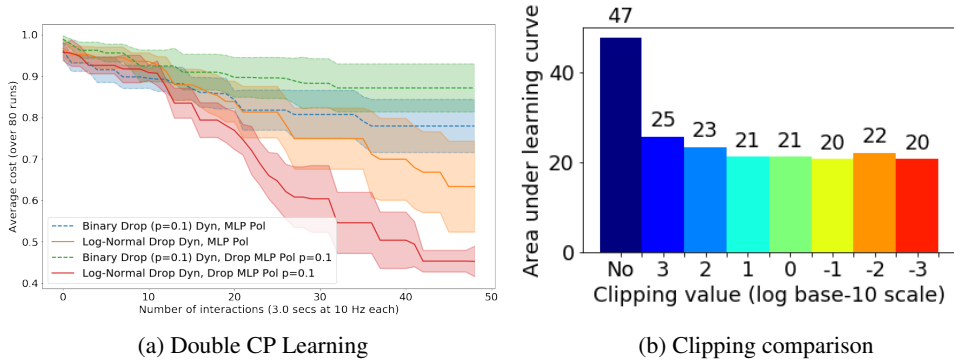 1.0
0.9
0.8
0.7
0.6
0.5
0.4
Average cost (over 80 runs)
Binary Drop (p=0.1) Dyn, MLP Pol
Log-Normal Drop Dyn, MLP Pol
Binary Drop (p=0.1) Dyn, Drop MLP Pol p=0.1
Log-Normal Drop Dyn, Drop MLP Pol p=0.1
0 10 20 30 40 50
Number of interactions (3.0 secs at 10 Hz each)
(a) Double CP Learning
47
25 23 21 21 20 22 20
40
20
0
Area under learning curve
No 3 2 1 0 -1 -2 -3
Clipping value (log base-10 scale)
(b) Clipping comparison